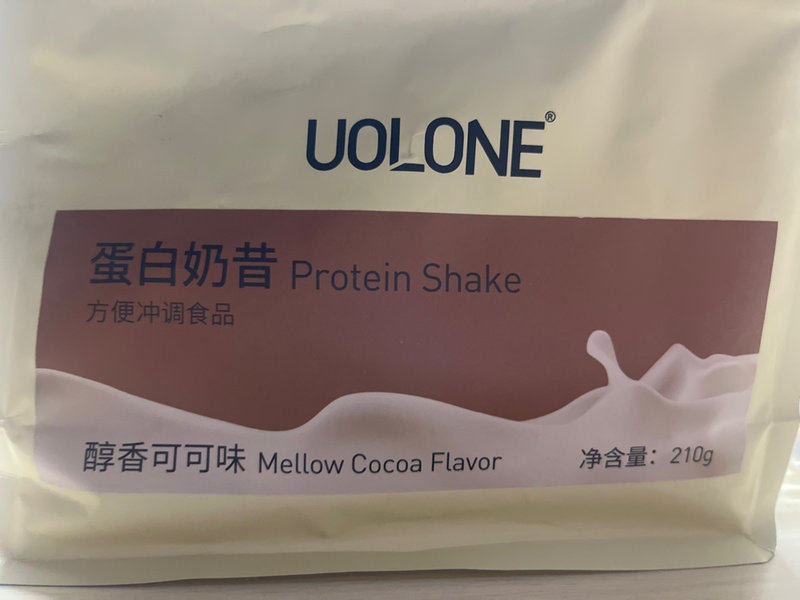 UOLONE®
蛋白奶昔 Protein Shake
方便冲调食品
醇香可可味 Mellow Cocoa Flavor
净含量：210g